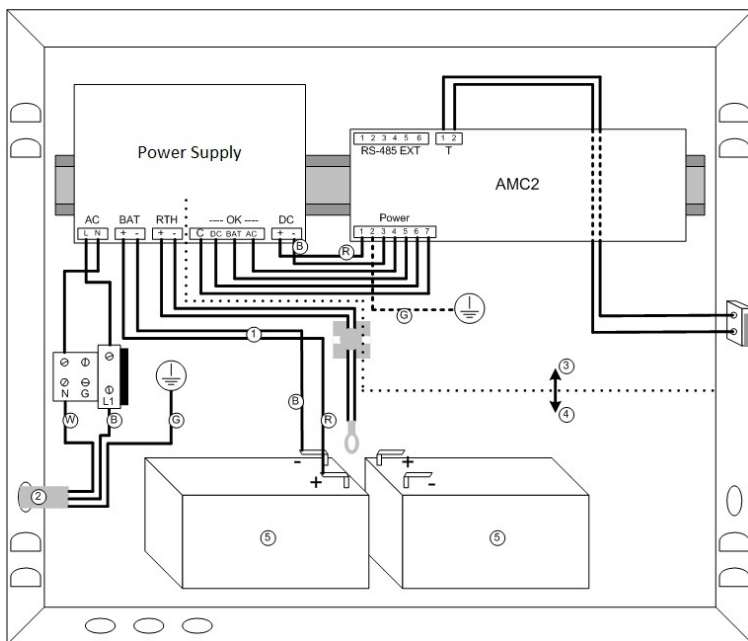 1 2
1 2 3 4 5 6
T
RS-485 EXT
Power Supply
AMC2
AC BAT RTH ---- OK ---- DC
Power
L N + - + - C DC BAT AC + -
1 2 3 4 5 6 7
B
R
G
1
3
4
N G L1
W B G
B R
2
-
+
+
-
5
5